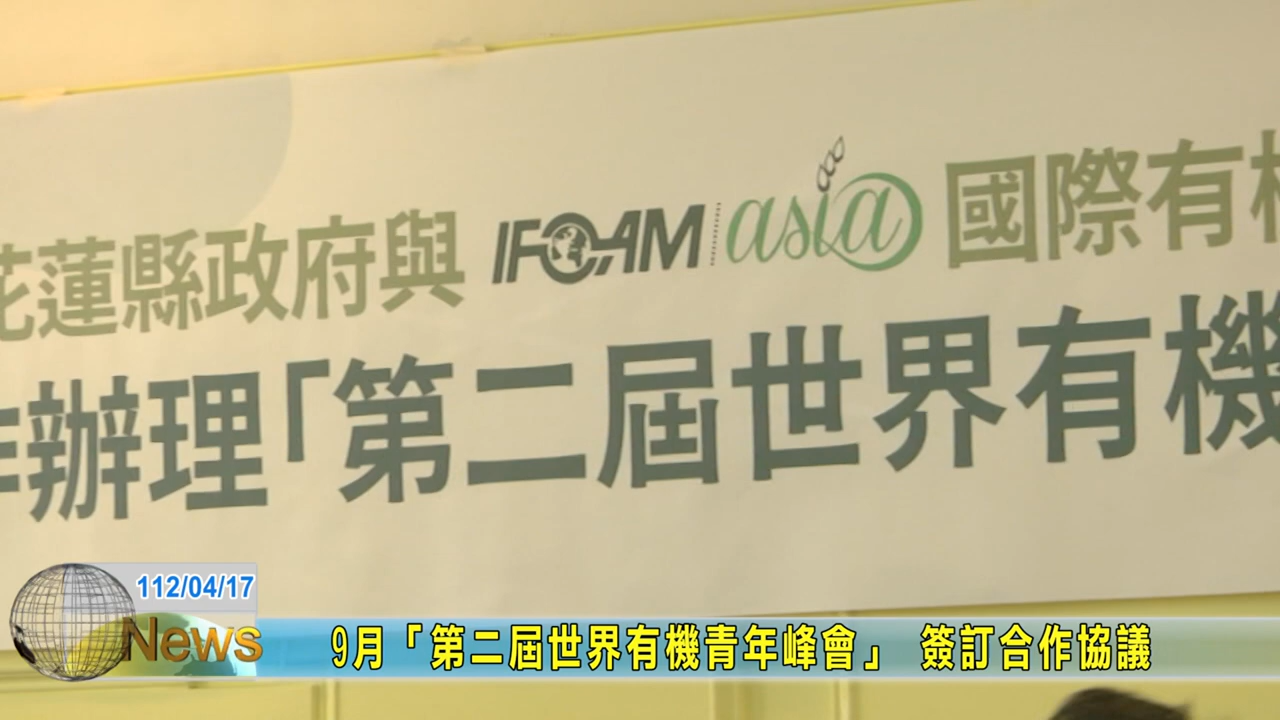 花蓮縣政府與 IFOAM asia 國際有機
作辦理「第二屆世界有機
112/04/17
News
9月「第二屆世界有機青年峰會」 簽訂合作協議